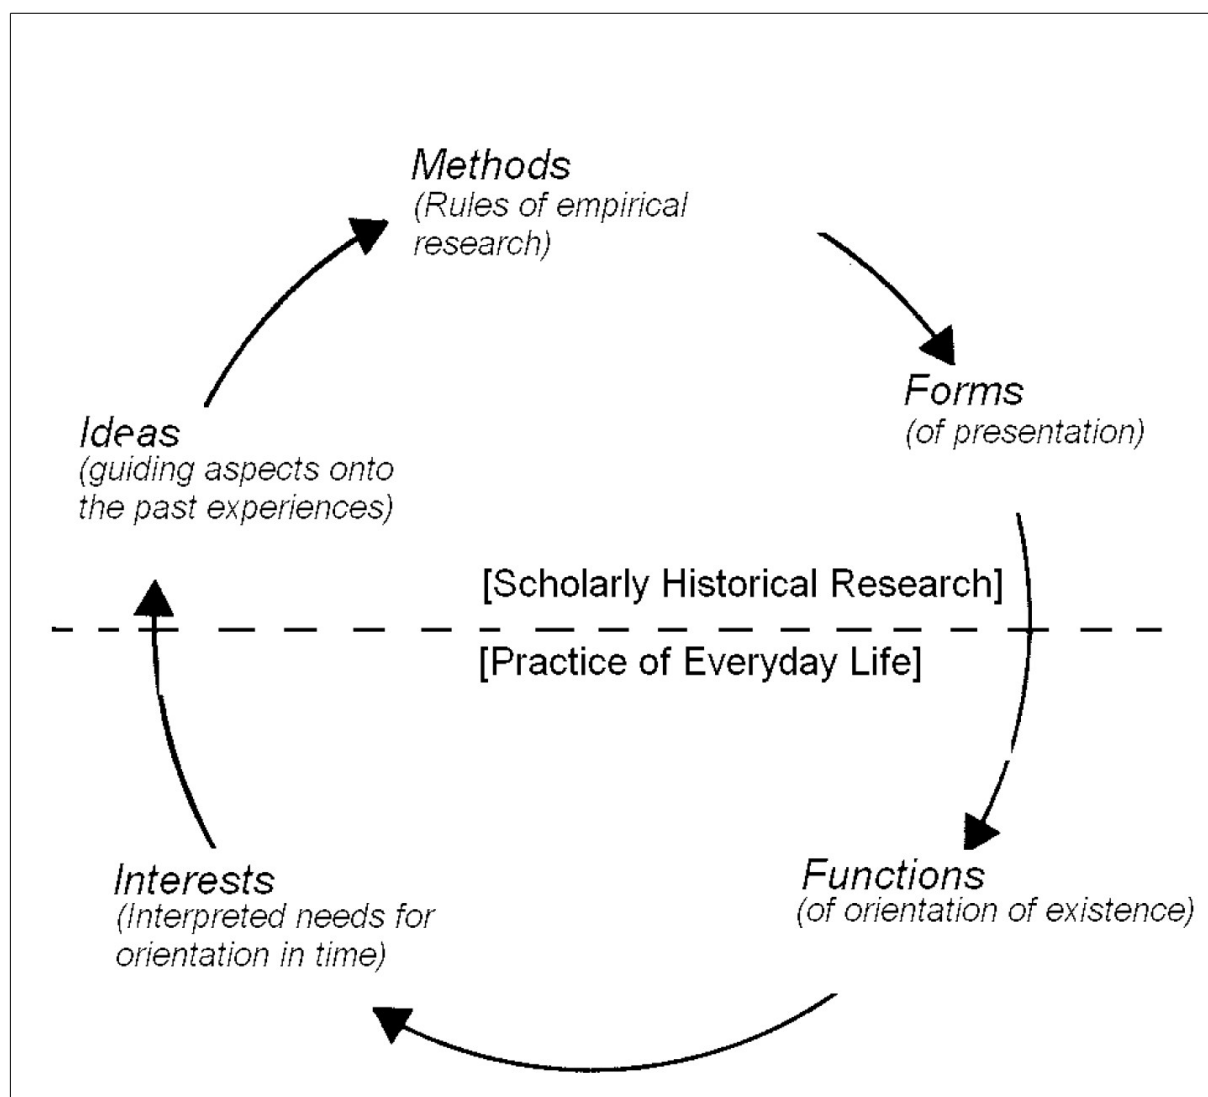 Methods
(Rules of empirical
research)
Forms
(of presentation)
Ideas
(guiding aspects onto
the past experiences)
[Scholarly Historical Research]
[Practice of Everyday Life]
Interests
(Interpreted needs for
orientation in time)
Functions
(of orientation of existence)